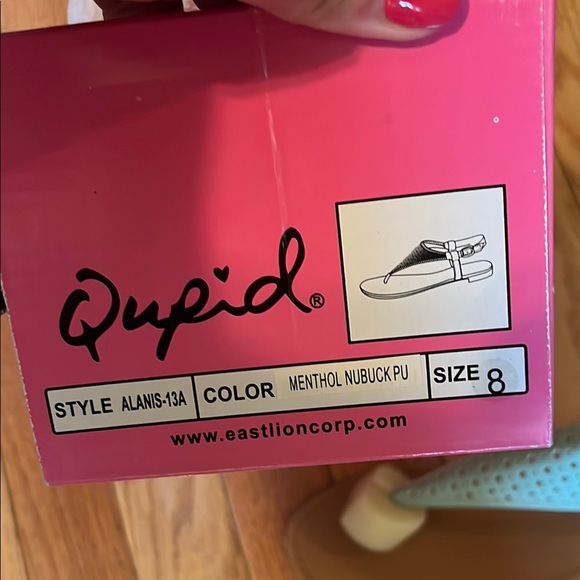 Qupid®
STYLE ALANIS-13A COLOR MENTHOL NUBUCK PU SIZE 8
www.eastlioncorp.com